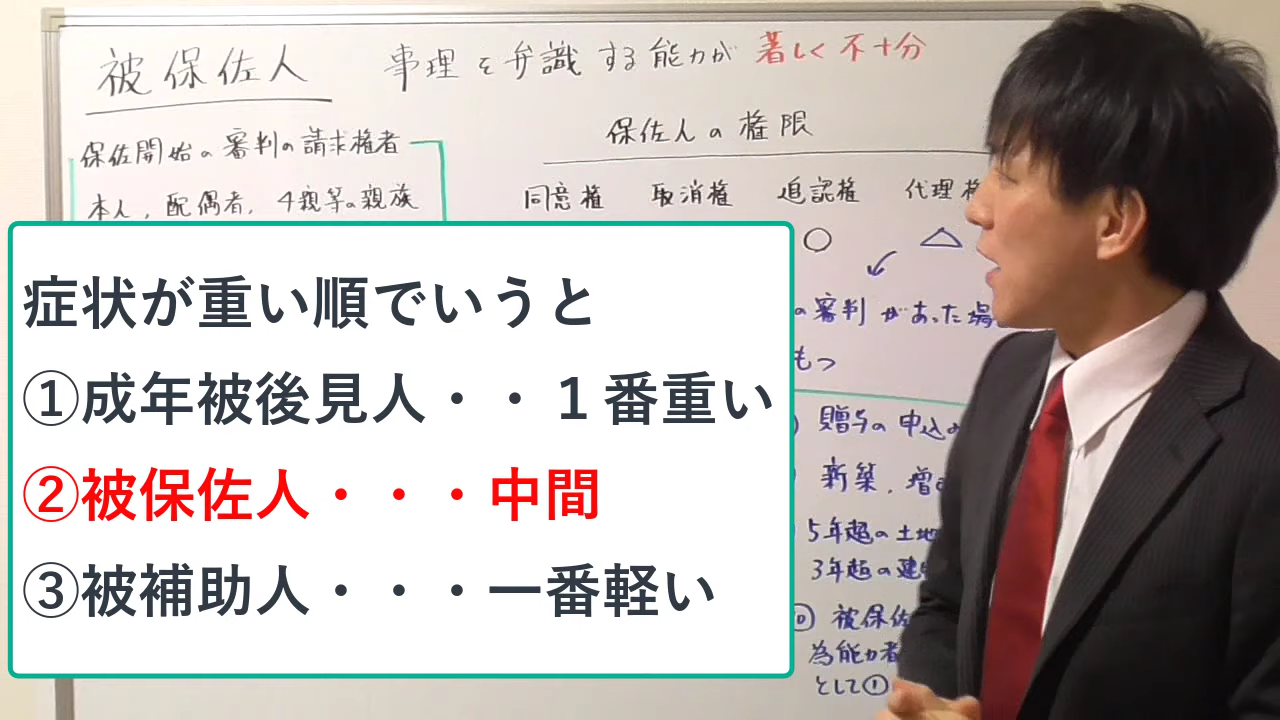 被保佐人 事理を弁識する能力が著しく不十分
保佐開始の審判の請求権者
本人、配偶者、4親等の親族
保佐人の権限
同意権 取消権 追認権 代理権
○ △
の審判があった場
もつ
贈与の申込み
新築、増
5年超の土地
3年超の建
⑩ 被保佐
為能力者
として①
症状が重い順でいうと
①成年被後見人・・１番重い
②被保佐人・・・中間
③被補助人・・・一番軽い